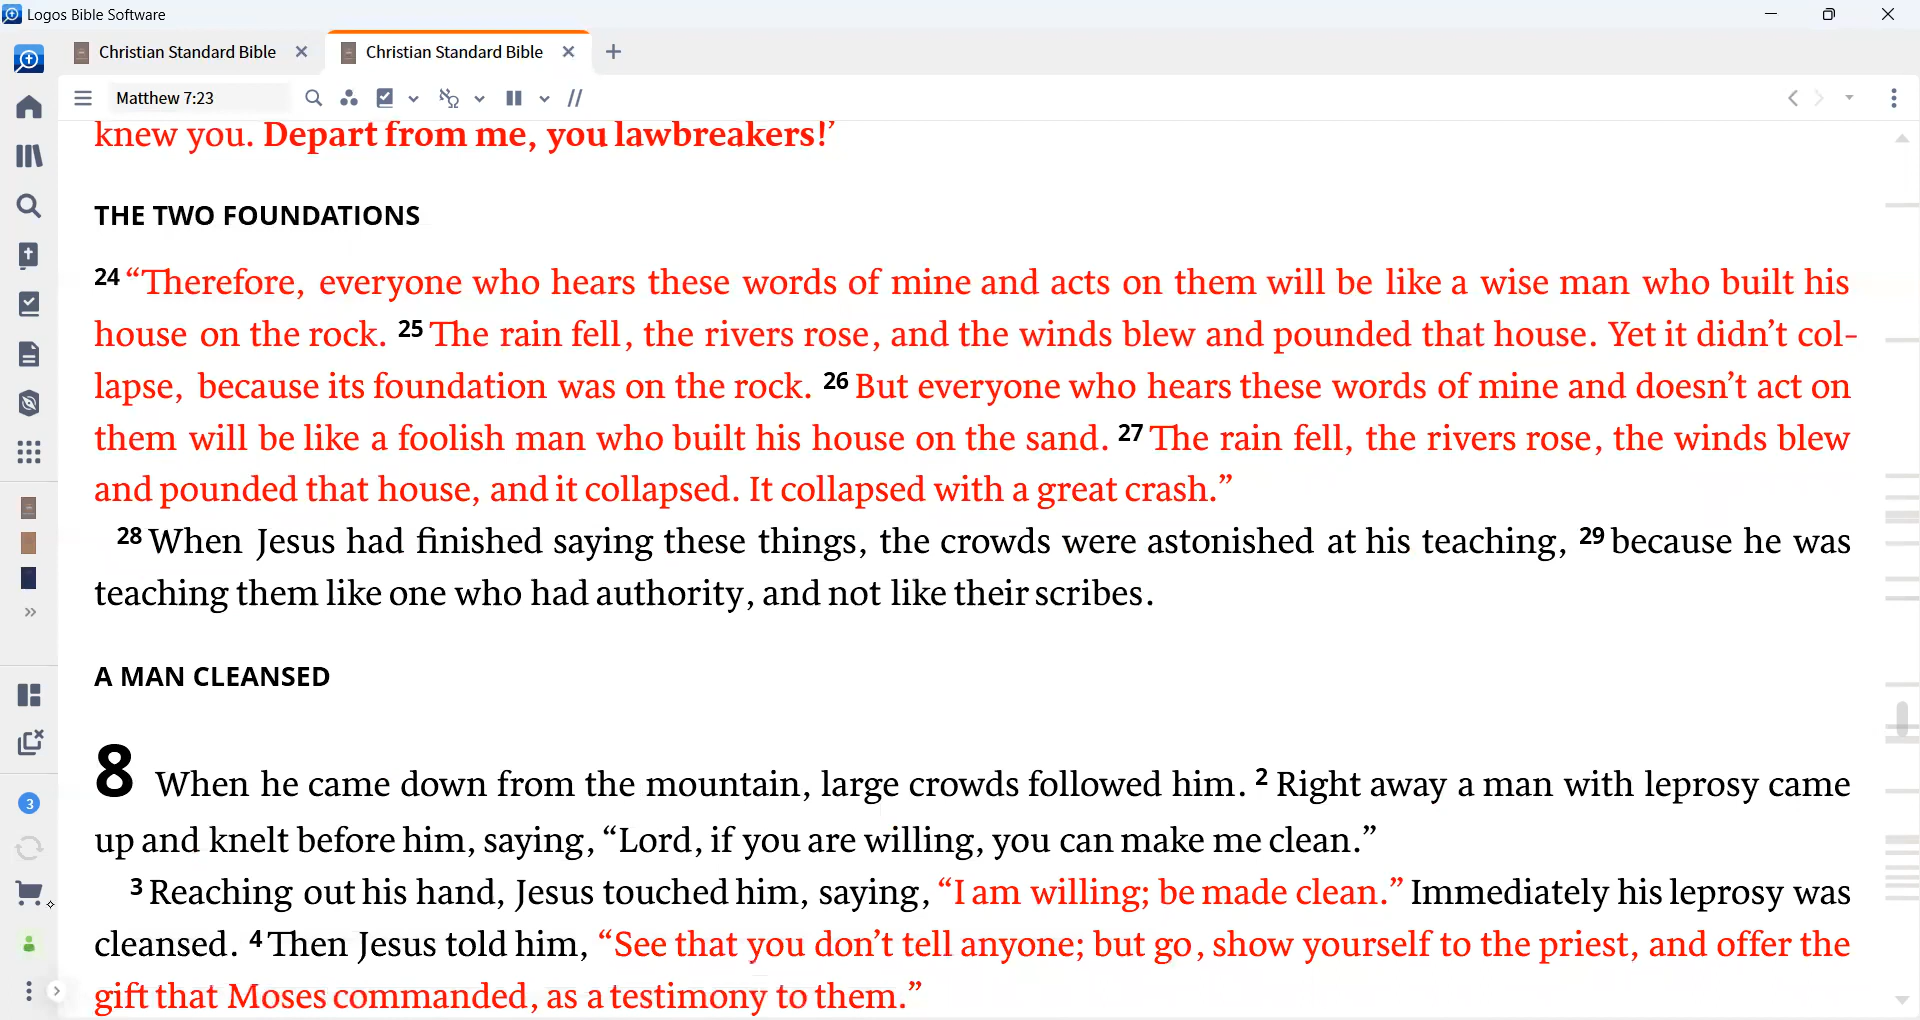 Logos Bible Software
Christian Standard Bible
Christian Standard Bible
Matthew 7:23
knew you. Depart from me, you lawbreakers!’
THE TWO FOUNDATIONS
24 “Therefore, everyone who hears these words of mine and acts on them will be like a wise man who built his
house on the rock. 25 The rain fell, the rivers rose, and the winds blew and pounded that house. Yet it didn’t col-
lapse, because its foundation was on the rock. 26 But everyone who hears these words of mine and doesn’t act on
them will be like a foolish man who built his house on the sand. 27 The rain fell, the rivers rose, the winds blew
and pounded that house, and it collapsed. It collapsed with a great crash.”
28 When Jesus had finished saying these things, the crowds were astonished at his teaching, 29 because he was
teaching them like one who had authority, and not like their scribes.
A MAN CLEANSED
8 When he came down from the mountain, large crowds followed him. 2 Right away a man with leprosy came
up and knelt before him, saying, “Lord, if you are willing, you can make me clean.”
3 Reaching out his hand, Jesus touched him, saying, “I am willing; be made clean.” Immediately his leprosy was
3
cleansed. 4 Then Jesus told him, “See that you don’t tell anyone; but go, show yourself to the priest, and offer the
gift that Moses commanded, as a testimony to them.”